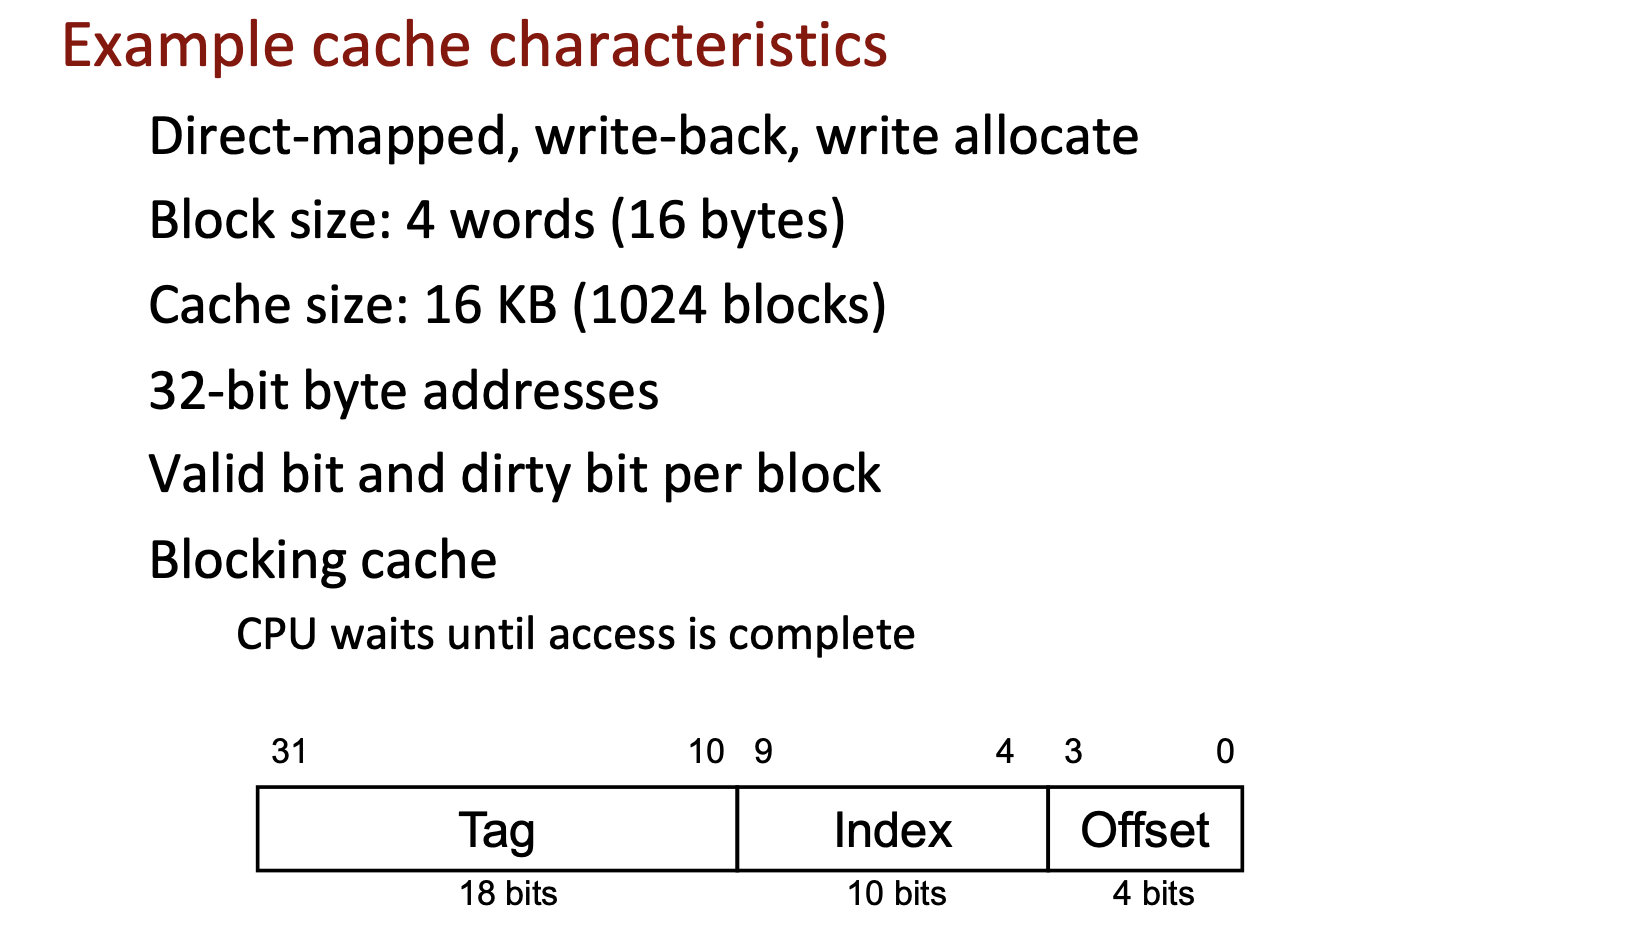 Example cache characteristics
Direct-mapped, write-back, write allocate
Block size: 4 words (16 bytes)
Cache size: 16 KB (1024 blocks)
32-bit byte addresses
Valid bit and dirty bit per block
Blocking cache
CPU waits until access is complete
31 10 9 4 3 0
Tag Index Offset
18 bits 10 bits 4 bits